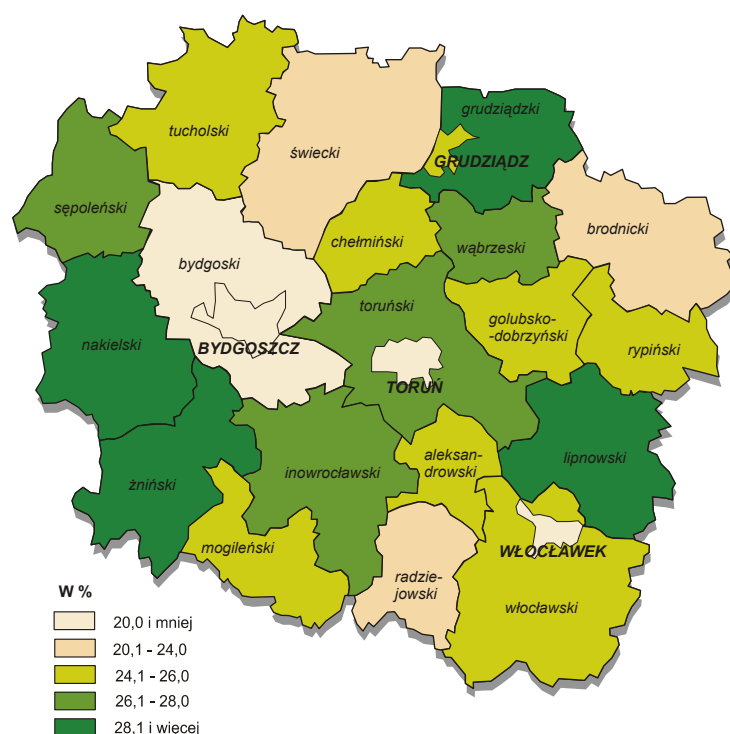 grudziądzki
tucholski
świecki
GRUDZIĄDZ
sępoleński
brodnicki
chełmiński
wąbrzeski
bydgoski
toruński
golubsko-
-dobrzyński
nakielski
BYDGOSZCZ
rypiński
TORUŃ
aleksan-
drowski
lipnowski
inowrocławski
żniński
mogileński
WŁOCŁAWEK
radzie-
jowski
włocławski
W %
20,0 i mniej
20,1 - 24,0
24,1 - 26,0
26,1 - 28,0
28,1 i więcej